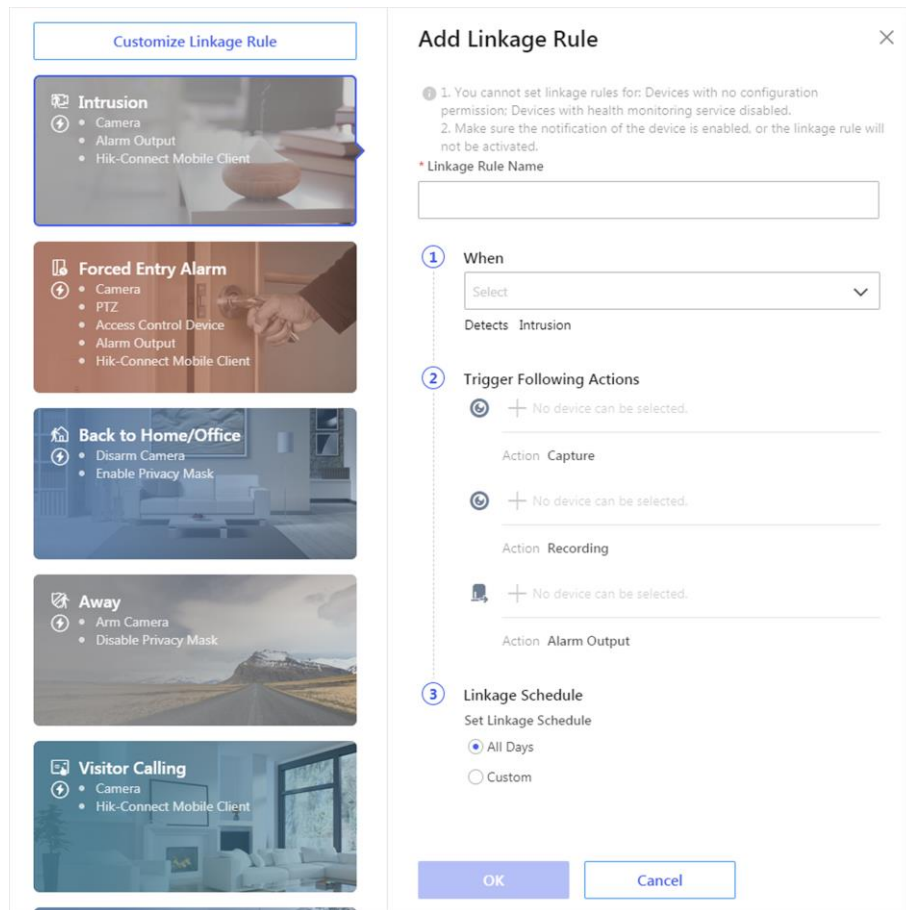 Customize Linkage Rule
Intrusion
Camera
Alarm Output
Hik-Connect Mobile Client
Forced Entry Alarm
Camera
PTZ
Access Control Device
Alarm Output
Hik-Connect Mobile Client
Back to Home/Office
Disarm Camera
Enable Privacy Mask
Away
Arm Camera
Disable Privacy Mask
Visitor Calling
Camera
Hik-Connect Mobile Client
Add Linkage Rule
1. You cannot set linkage rules for: Devices with no configuration
permission; Devices with health monitoring service disabled.
2. Make sure the notification of the device is enabled, or the linkage rule will
not be activated.
* Linkage Rule Name
1 When
Select
Detects Intrusion
2 Trigger Following Actions
No device can be selected.
Action Capture
No device can be selected.
Action Recording
No device can be selected.
Action Alarm Output
3 Linkage Schedule
Set Linkage Schedule
All Days
Custom
OK Cancel